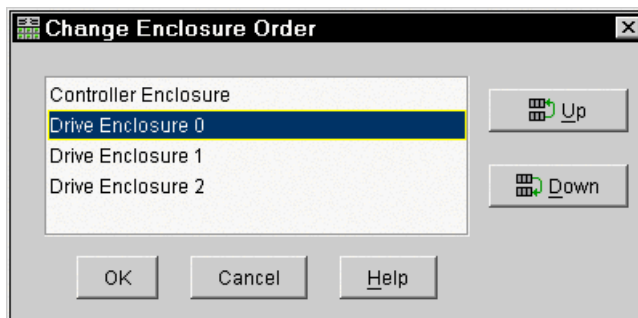 Change Enclosure Order
Controller Enclosure
Drive Enclosure 0
Drive Enclosure 1
Drive Enclosure 2
Up
Down
OK
Cancel
Help